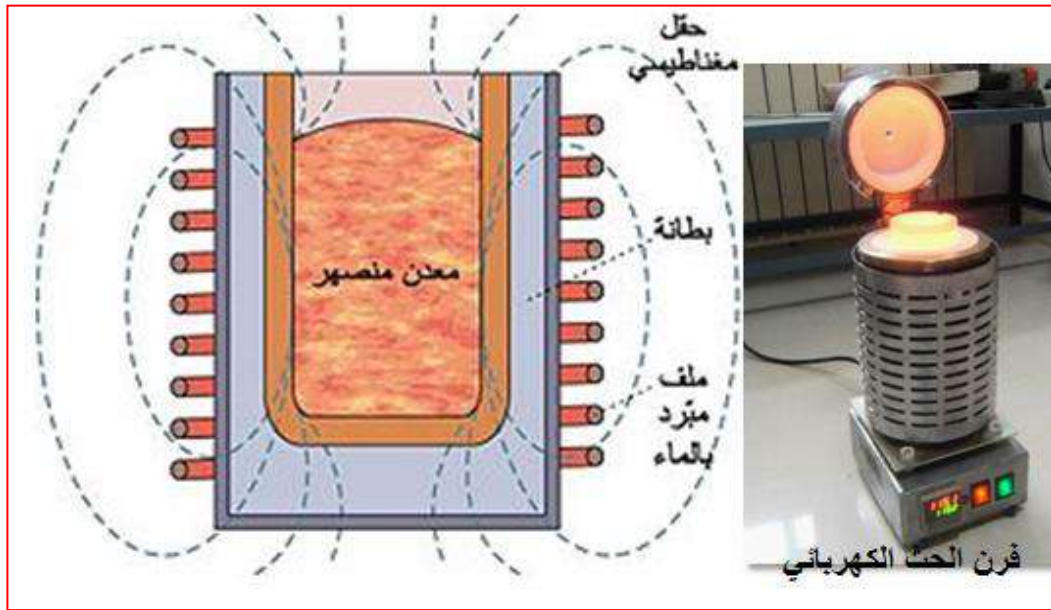 حقل
مغناطيسي
بطانة
معدن منصهر
ملف
مبّرد
بالماء
فرن الحث الكهربائي